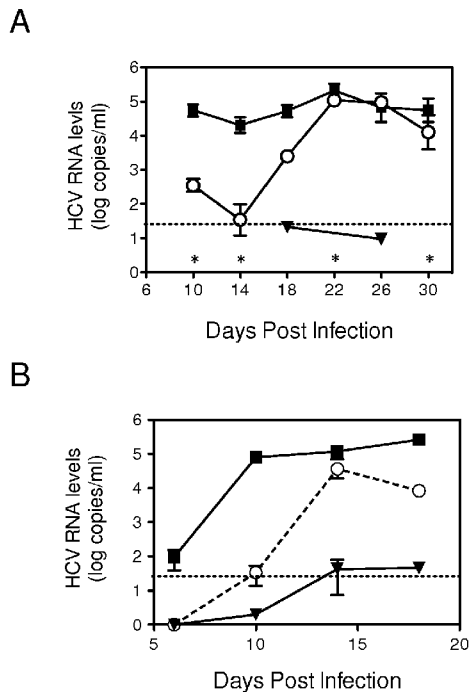 A
6
5
4
3
2
1
0
HCV RNA levls
(log copies/ml)
* * * *
6 10 14 18 22 26 30
Days Post Infection
B
6
5
4
3
2
1
0
HCV RNA levels
(log copies/ml)
5 10 15 20
Days Post Infection